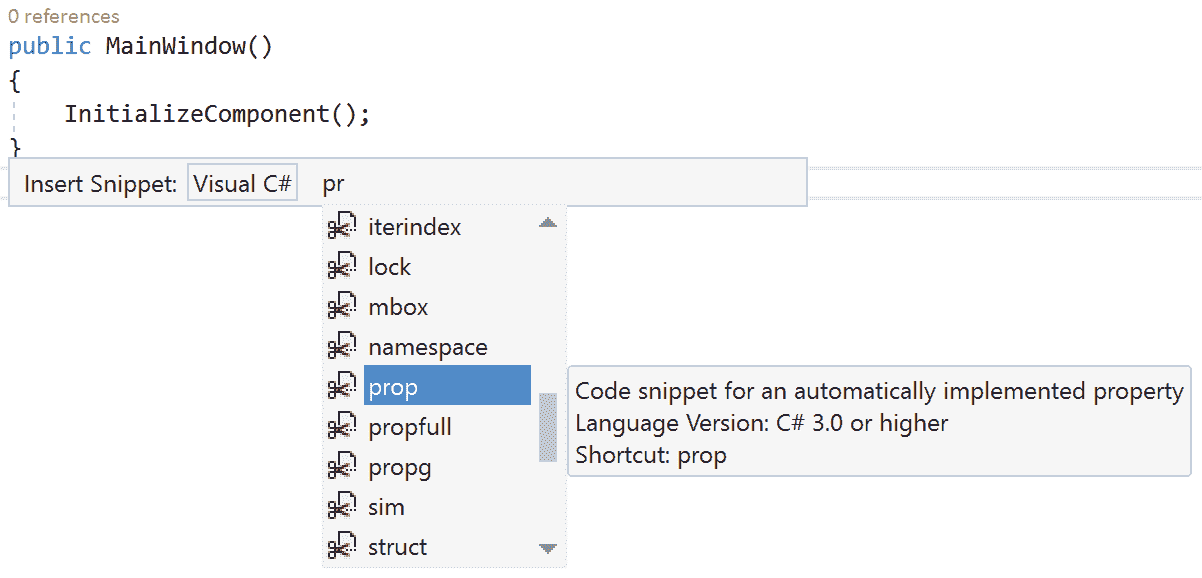 0 references
public MainWindow()
{
InitializeComponent();
}
Insert Snippet: Visual C# pr
iterindex
lock
mbox
namespace
prop
propfull
propg
sim
struct
Code snippet for an automatically implemented property
Language Version: C# 3.0 or higher
Shortcut: prop